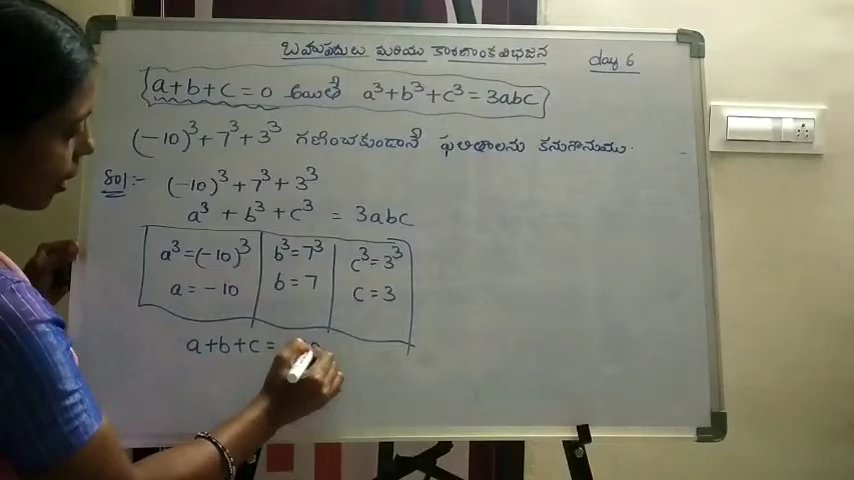 బహుపదులు మరియు కారణాంకవిభజన day 6
a+b+c=0 అయితే a³+b³+c³=3abc
(-10)³+7³+3³ గణించకుండానే ఫలితాలను కనుగొనుము.
Sol:- (-10)³+7³+3³
a³+b³+c³ = 3abc
a³=(-10)³ b³=7³ c³=3³
a=-10 b=7 c=3
a+b+c=